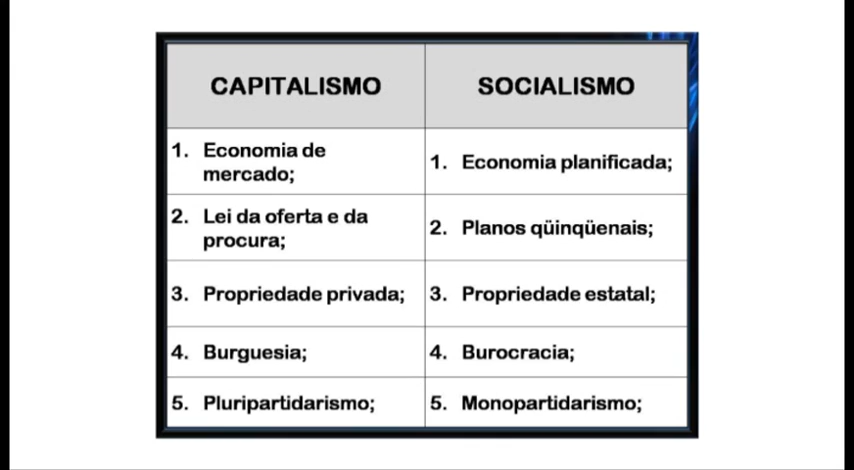 CAPITALISMO
SOCIALISMO
1. Economia de
mercado;
1. Economia planificada;
2. Lei da oferta e da
procura;
2. Planos qüinqüenais;
3. Propriedade privada;
3. Propriedade estatal;
4. Burguesia;
4. Burocracia;
5. Pluripartidarismo;
5. Monopartidarismo;